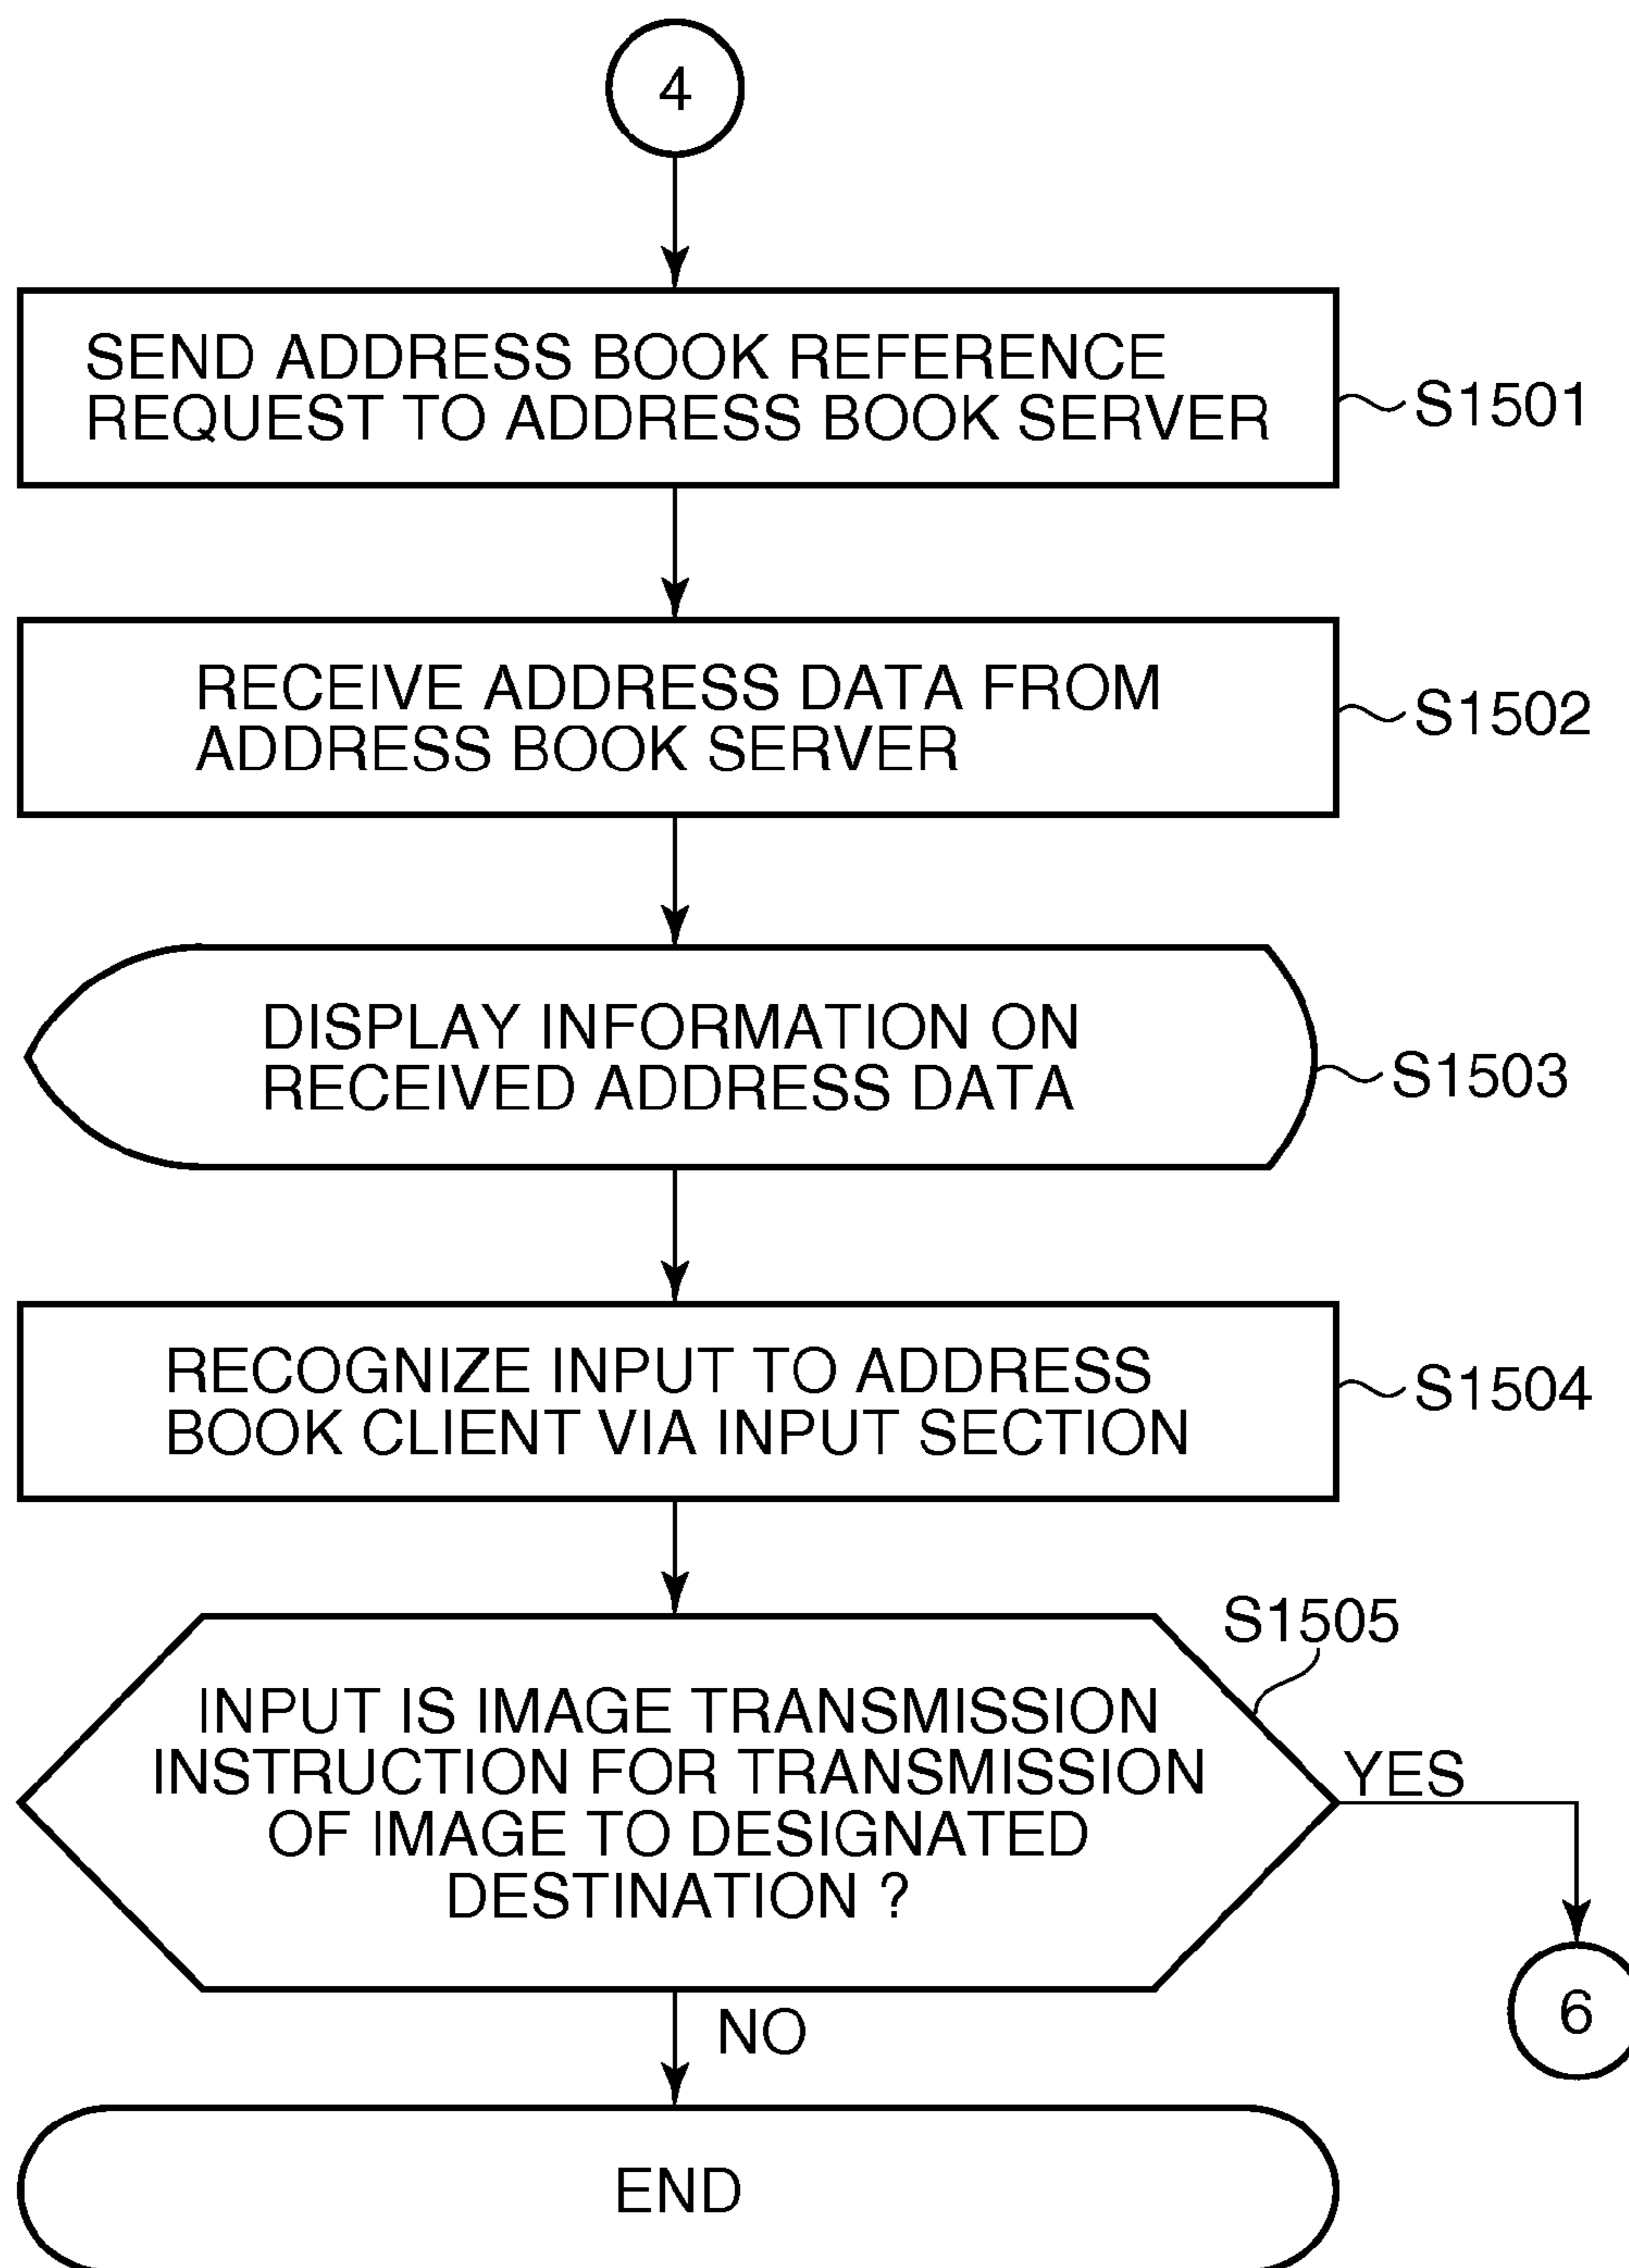 4
SEND ADDRESS BOOK REFERENCE
REQUEST TO ADDRESS BOOK SERVER
S1501
RECEIVE ADDRESS DATA FROM
ADDRESS BOOK SERVER
S1502
DISPLAY INFORMATION ON
RECEIVED ADDRESS DATA
S1503
RECOGNIZE INPUT TO ADDRESS
BOOK CLIENT VIA INPUT SECTION
S1504
S1505
INPUT IS IMAGE TRANSMISSION
INSTRUCTION FOR TRANSMISSION
OF IMAGE TO DESIGNATED
DESTINATION ?
YES
6
NO
END